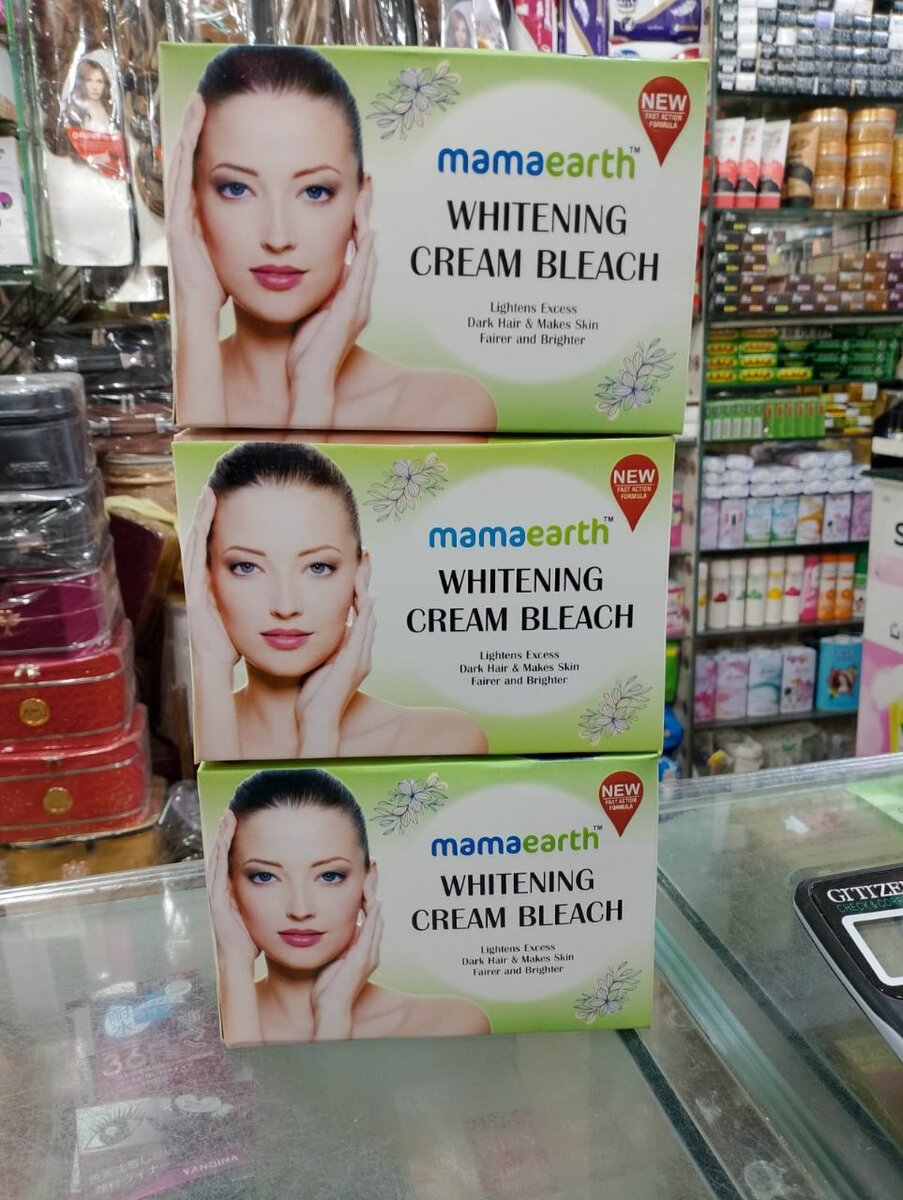 NEW
FAST ACTION
FORMULA
mamaearth™
WHITENING
CREAM BLEACH
Lightens Excess
Dark Hair & Makes Skin
Fairer and Brighter
NEW
FAST ACTION
FORMULA
mamaearth™
WHITENING
CREAM BLEACH
Lightens Excess
Dark Hair & Makes Skin
Fairer and Brighter
NEW
FAST ACTION
FORMULA
mamaearth™
WHITENING
CREAM BLEACH
Lightens Excess
Dark Hair & Makes Skin
Fairer and Brighter